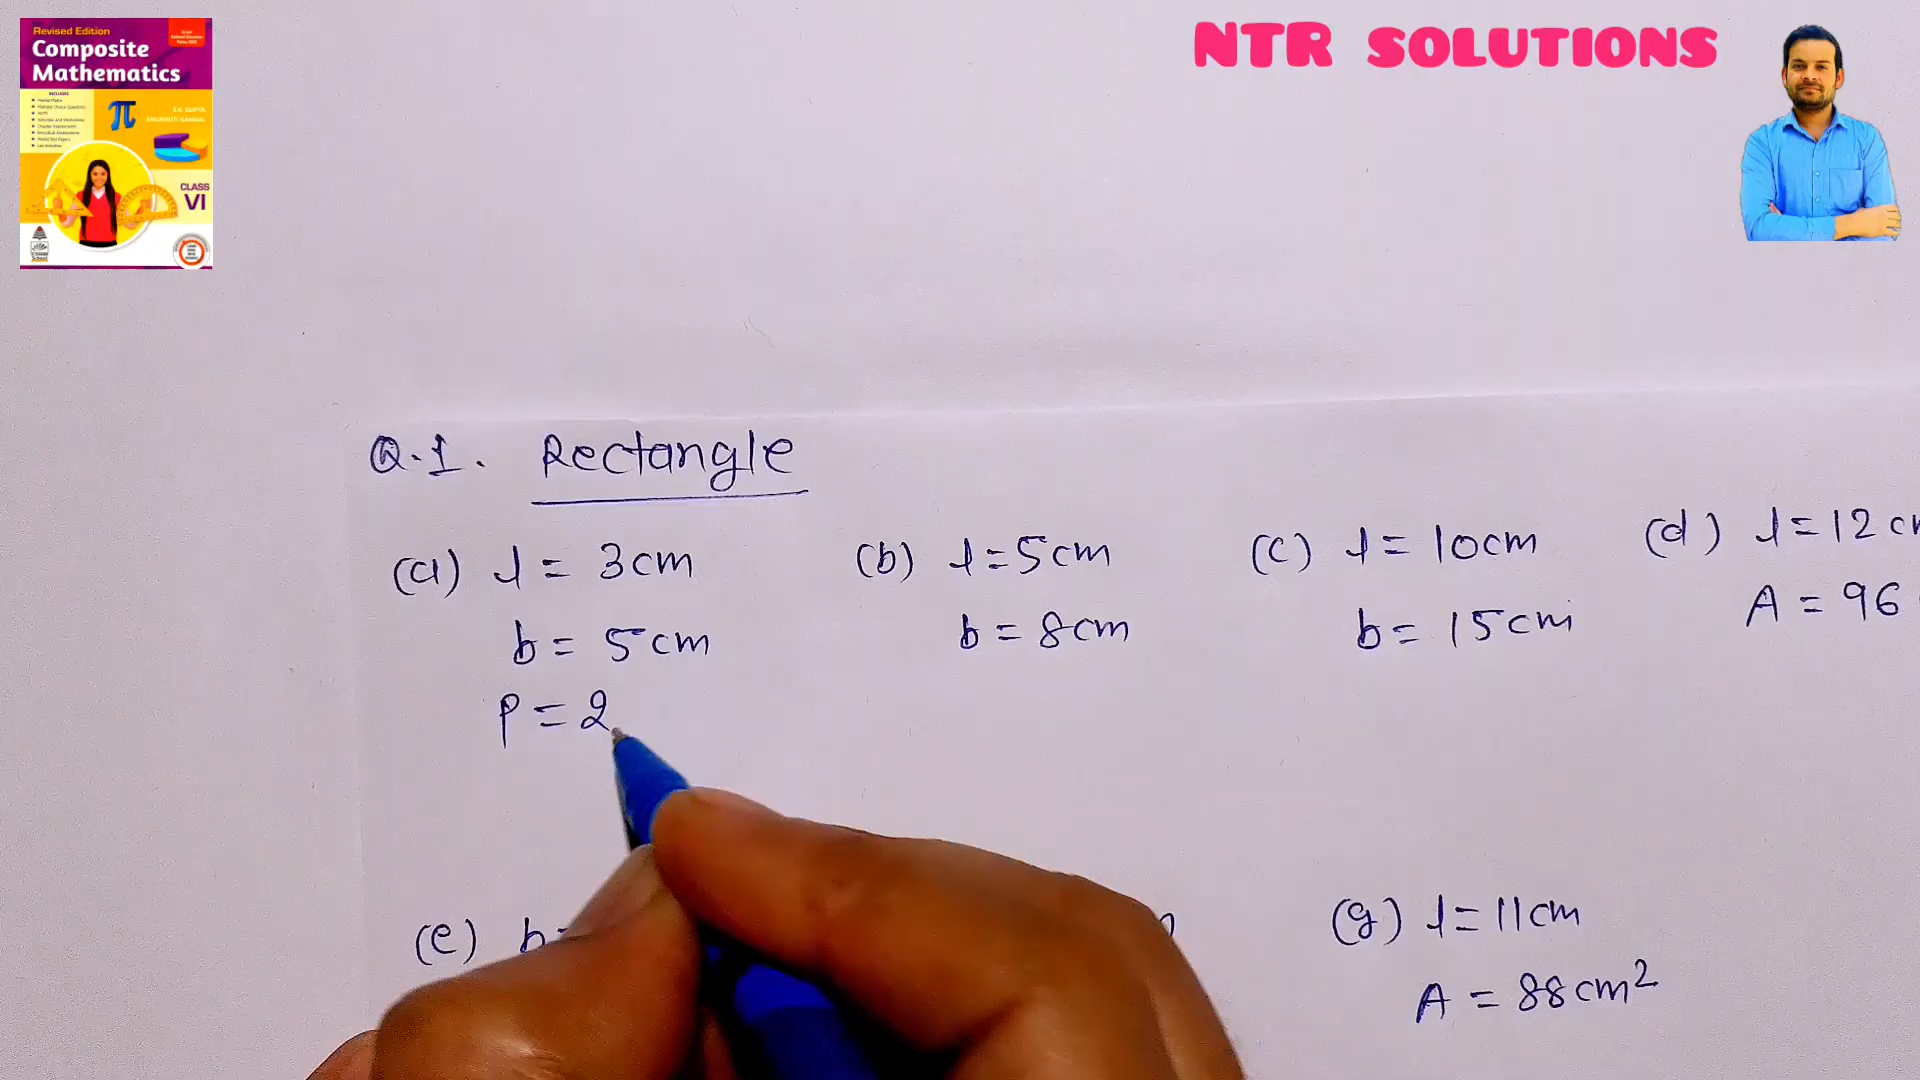 Revised Edition
Composite
Mathematics
π
CLASS
VI
NTR SOLUTIONS
Q.1. Rectangle
(a) l = 3cm
b = 5cm
P = 2
(b) l=5cm
b = 8cm
(c) l= 10cm
b= 15cm
(d) l=12 cm
A = 96
(e) b=
(g) l= 11cm
A = 88cm²